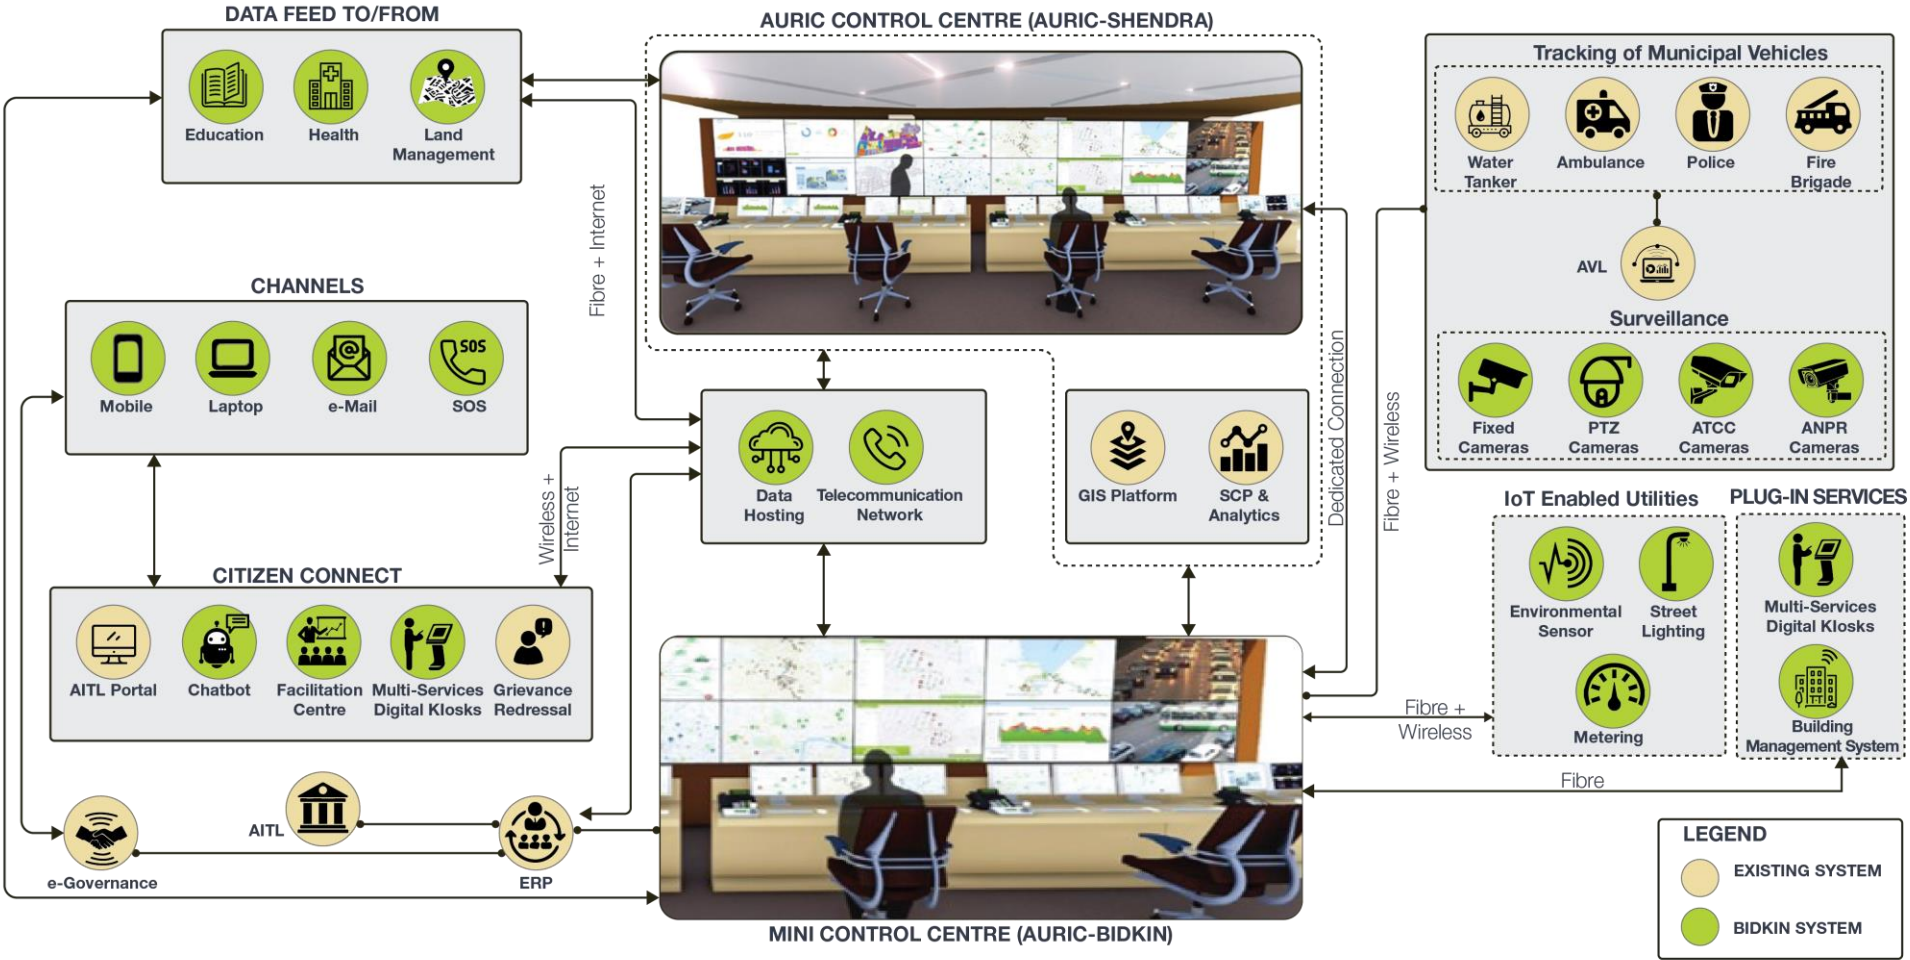 DATA FEED TO/FROM
Education
Health
Land
Management
AURIC CONTROL CENTRE (AURIC-SHENDRA)
Tracking of Municipal Vehicles
Water
Tanker
Ambulance
Police
Fire
Brigade
AVL
Surveillance
Fixed
Cameras
PTZ
Cameras
ATCC
Cameras
ANPR
Cameras
Fibre + Internet
CHANNELS
Mobile
Laptop
@
e-Mail
SOS
SOS
Data
Hosting
Telecommunication
Network
GIS Platform
SCP &
Analytics
Dedicated Connection
Fibre + Wireless
Wireless +
Internet
IoT Enabled Utilities
Environmental
Sensor
Street
Lighting
Metering
PLUG-IN SERVICES
Multi-Services
Digital KIosks
Building
Management System
CITIZEN CONNECT
AITL Portal
Chatbot
Facilitation
Centre
Multi-Services
Digital KIosks
Grievance
Redressal
Fibre +
Wireless
Fibre
AITL
e-Governance
ERP
MINI CONTROL CENTRE (AURIC-BIDKIN)
LEGEND
EXISTING SYSTEM
BIDKIN SYSTEM